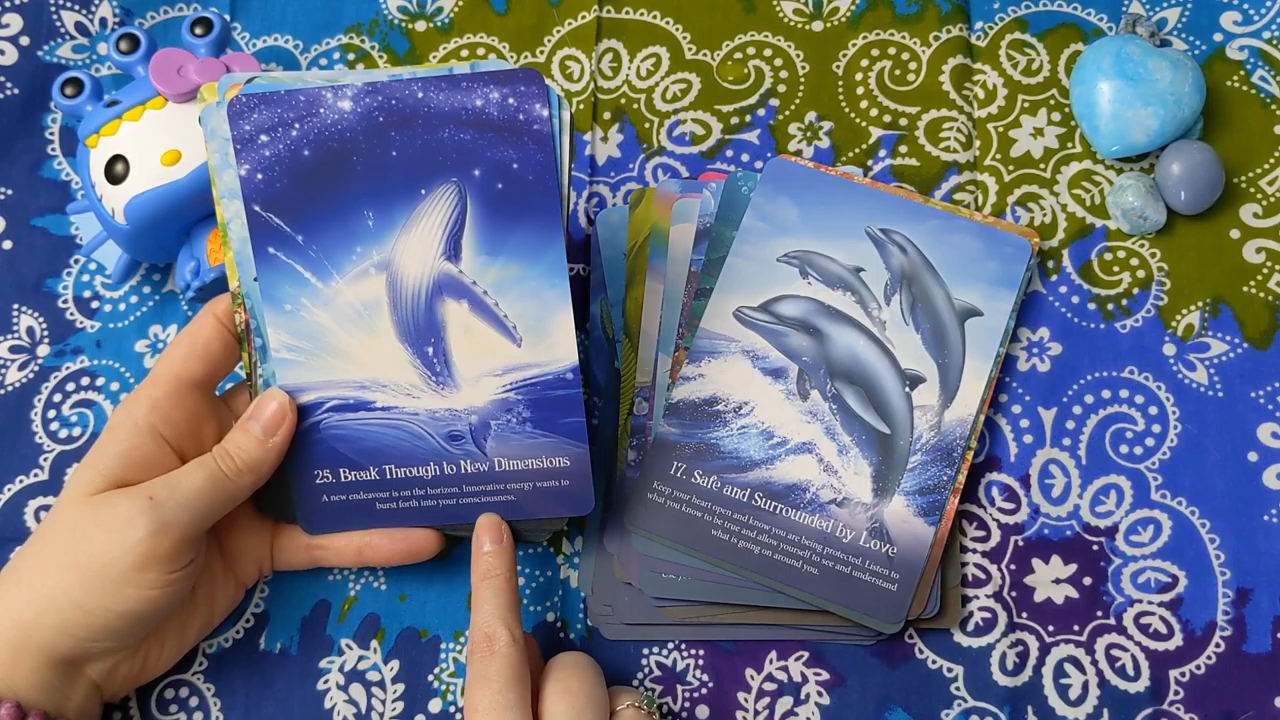 25. Break Through to New Dimensions
A new endeavour is on the horizon. Innovative energy wants to
burst forth into your consciousness.
17. Safe and Surrounded by Love
Keep your heart open and know you are being protected. Listen to
what you know to be true and allow yourself to see and understand
what is going on around you.